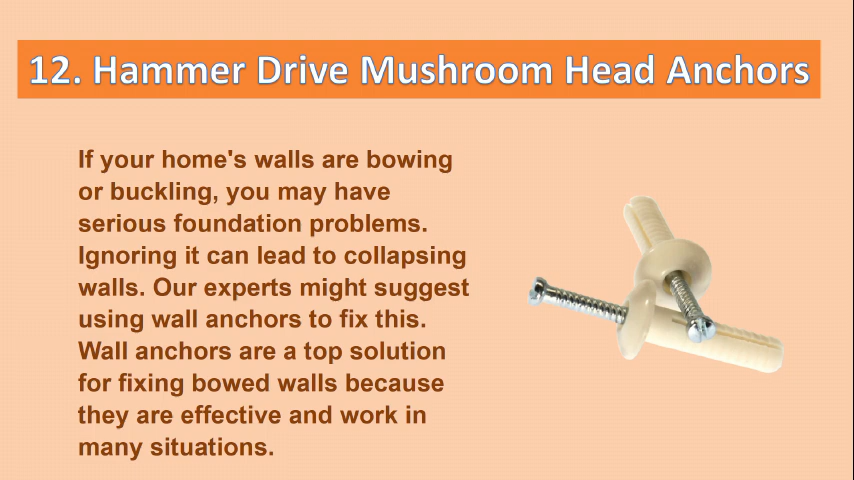 12. Hammer Drive Mushroom Head Anchors
If your home's walls are bowing
or buckling, you may have
serious foundation problems.
Ignoring it can lead to collapsing
walls. Our experts might suggest
using wall anchors to fix this.
Wall anchors are a top solution
for fixing bowed walls because
they are effective and work in
many situations.